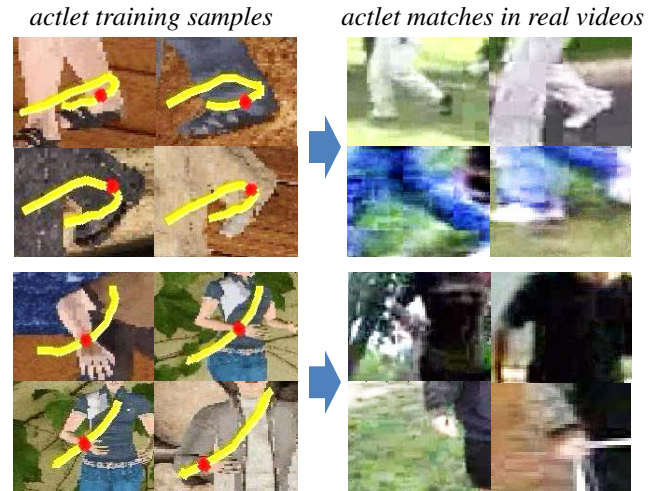 actlet training samples
actlet matches in real videos